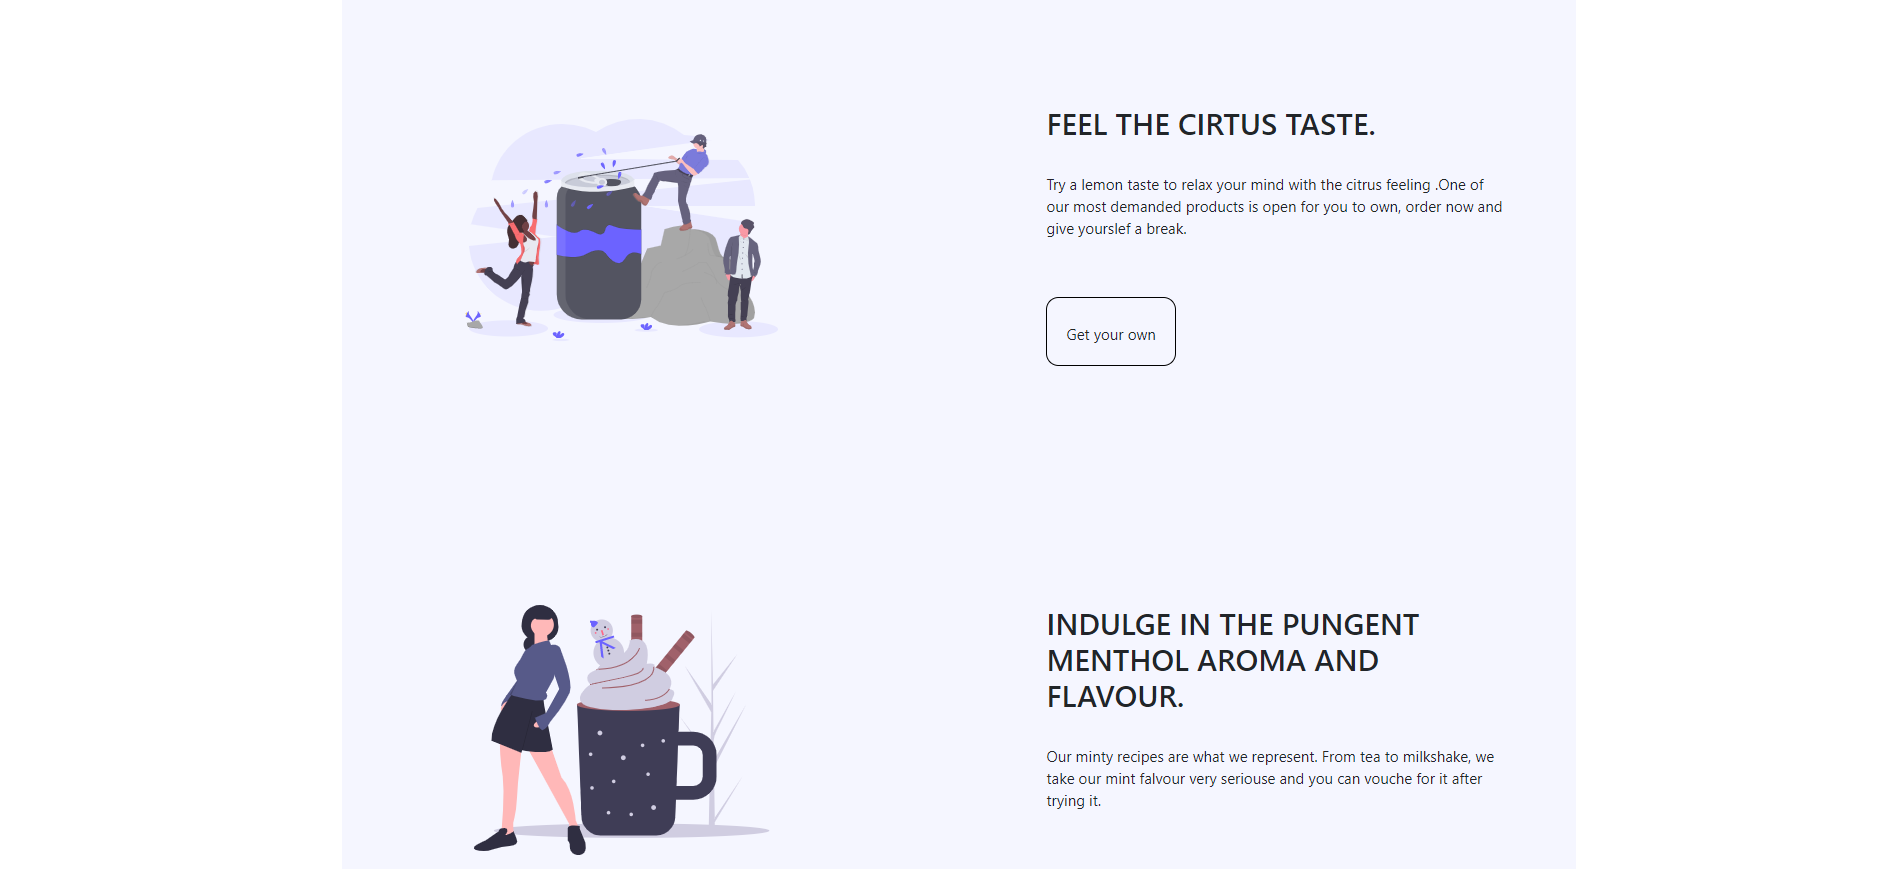 FEEL THE CIRTUS TASTE.
Try a lemon taste to relax your mind with the citrus feeling .One of
our most demanded products is open for you to own, order now and
give yourslef a break.
Get your own
INDULGE IN THE PUNGENT
MENTHOL AROMA AND
FLAVOUR.
Our minty recipes are what we represent. From tea to milkshake, we
take our mint falvour very seriouse and you can vouche for it after
trying it.